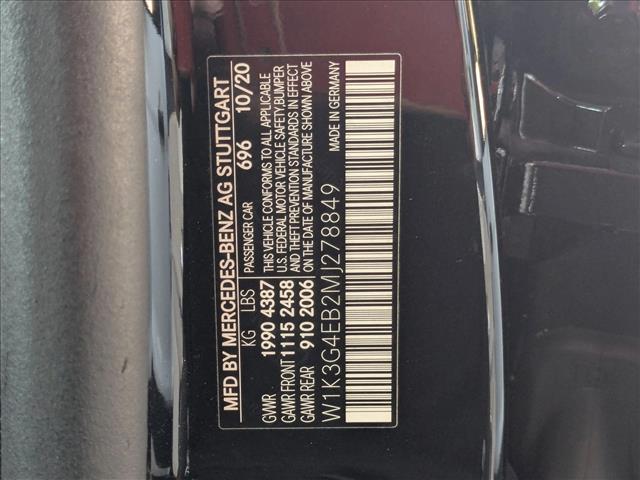 MFD BY MERCEDES-BENZ AG STUTTGART
KG LBS PASSENGER CAR 696 10/20
GVWR 1990 4387 THIS VEHICLE CONFORMS TO ALL APPLICABLE
GAWR FRONT 1115 2458 U.S. FEDERAL MOTOR VEHICLE SAFETY,BUMPER
GAWR REAR 910 2006 AND THEFT PREVENTION STANDARDS IN EFFECT
ON THE DATE OF MANUFACTURE SHOWN ABOVE
W1K3G4EB2MJ278849 MADE IN GERMANY